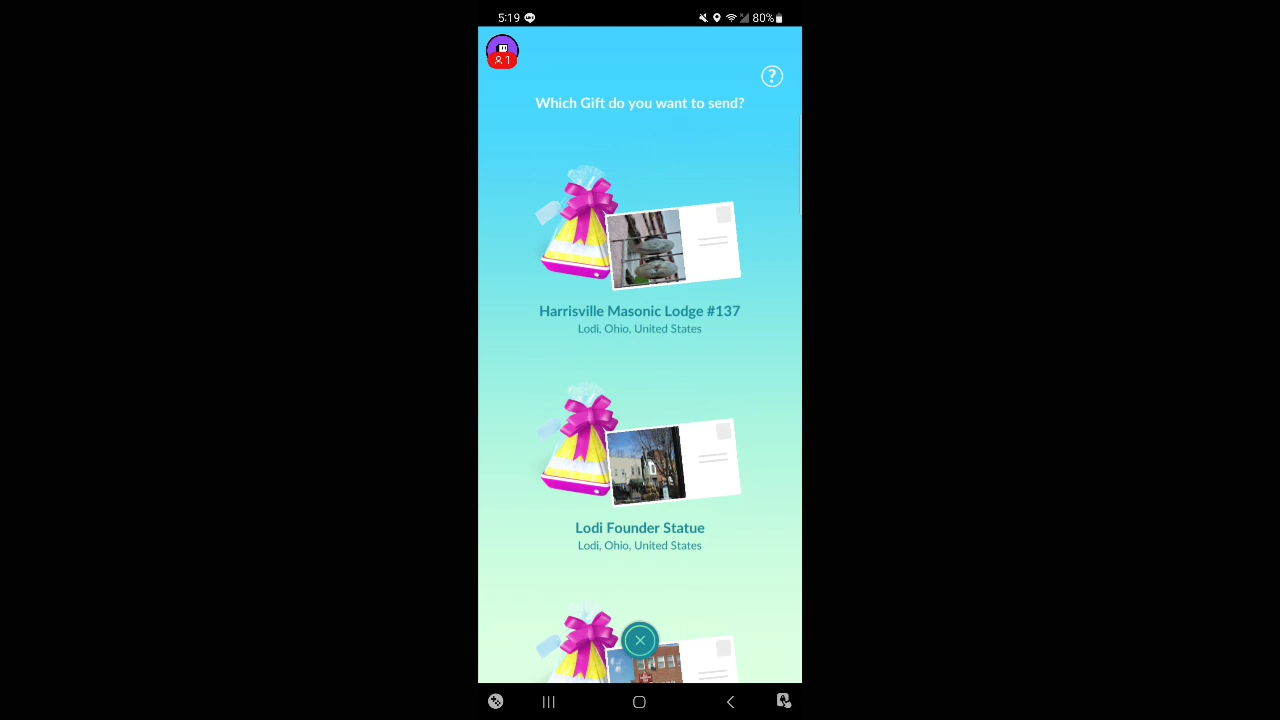 5:19
80%
1
?
Which Gift do you want to send?
Harrisville Masonic Lodge #137
Lodi, Ohio, United States
Lodi Founder Statue
Lodi, Ohio, United States